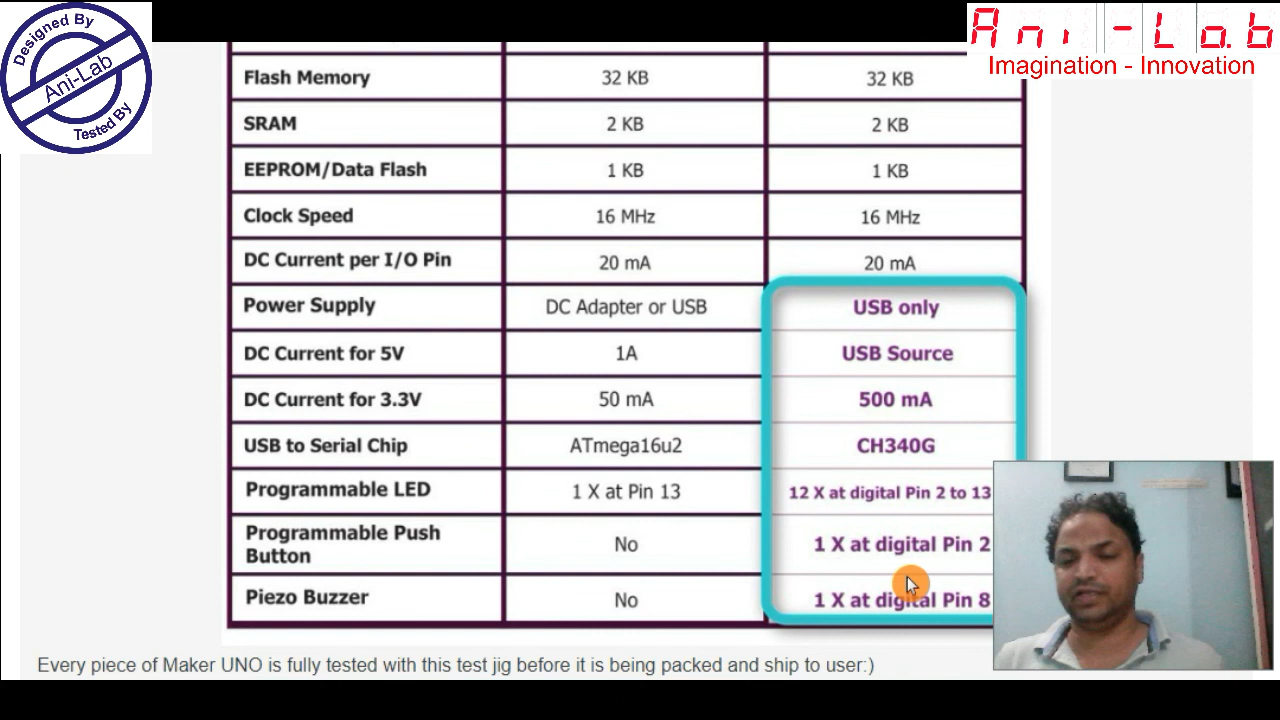 Designed By
Ani-Lab
Tested By
Ani-Lab
Imagination - Innovation
Flash Memory 32 KB 32 KB
SRAM 2 KB 2 KB
EEPROM/Data Flash 1 KB 1 KB
Clock Speed 16 MHz 16 MHz
DC Current per I/O Pin 20 mA 20 mA
Power Supply DC Adapter or USB USB only
DC Current for 5V 1A USB Source
DC Current for 3.3V 50 mA 500 mA
USB to Serial Chip ATmega16u2 CH340G
Programmable LED 1 X at Pin 13 12 X at digital Pin 2 to 13
Programmable Push
Button No 1 X at digital Pin 2
Piezo Buzzer No 1 X at digital Pin 8
Every piece of Maker UNO is fully tested with this test jig before it is being packed and ship to user:)